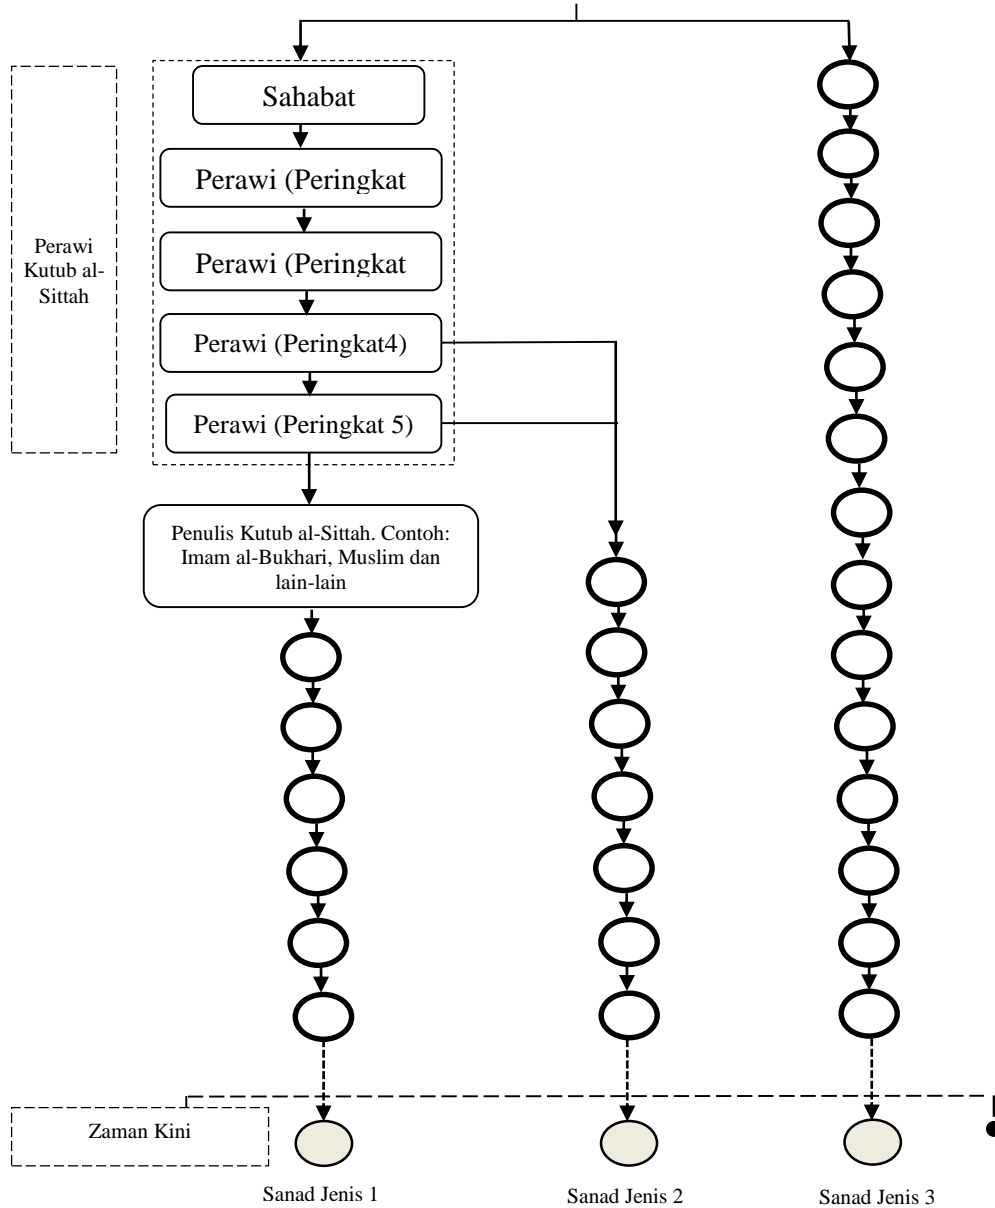 Sahabat
Perawi (Peringkat
Perawi (Peringkat
Perawi (Peringkat4)
Perawi (Peringkat 5)
Perawi
Kutub al-
Sittah
Penulis Kutub al-Sittah. Contoh:
Imam al-Bukhari, Muslim dan
lain-lain
Zaman Kini
Sanad Jenis 1
Sanad Jenis 2
Sanad Jenis 3